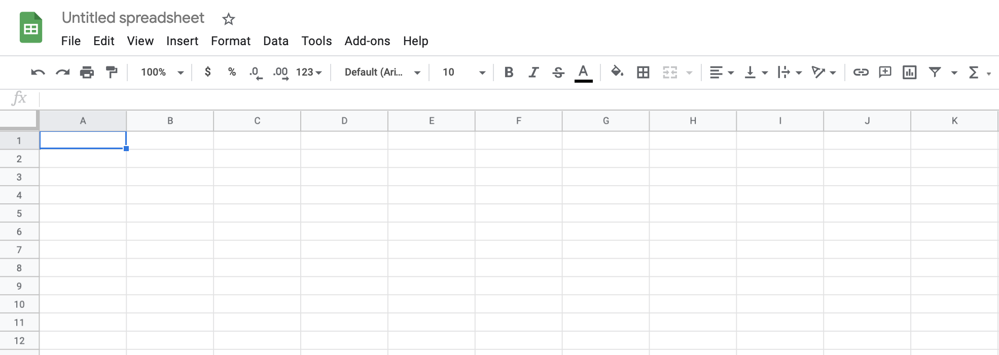 Untitled spreadsheet
File Edit View Insert Format Data Tools Add-ons Help
100% $ % .0 .00 123 Default (Ari... 10 B I S A Σ
fx
A B C D E F G H I J K
1
2
3
4
5
6
7
8
9
10
11
12